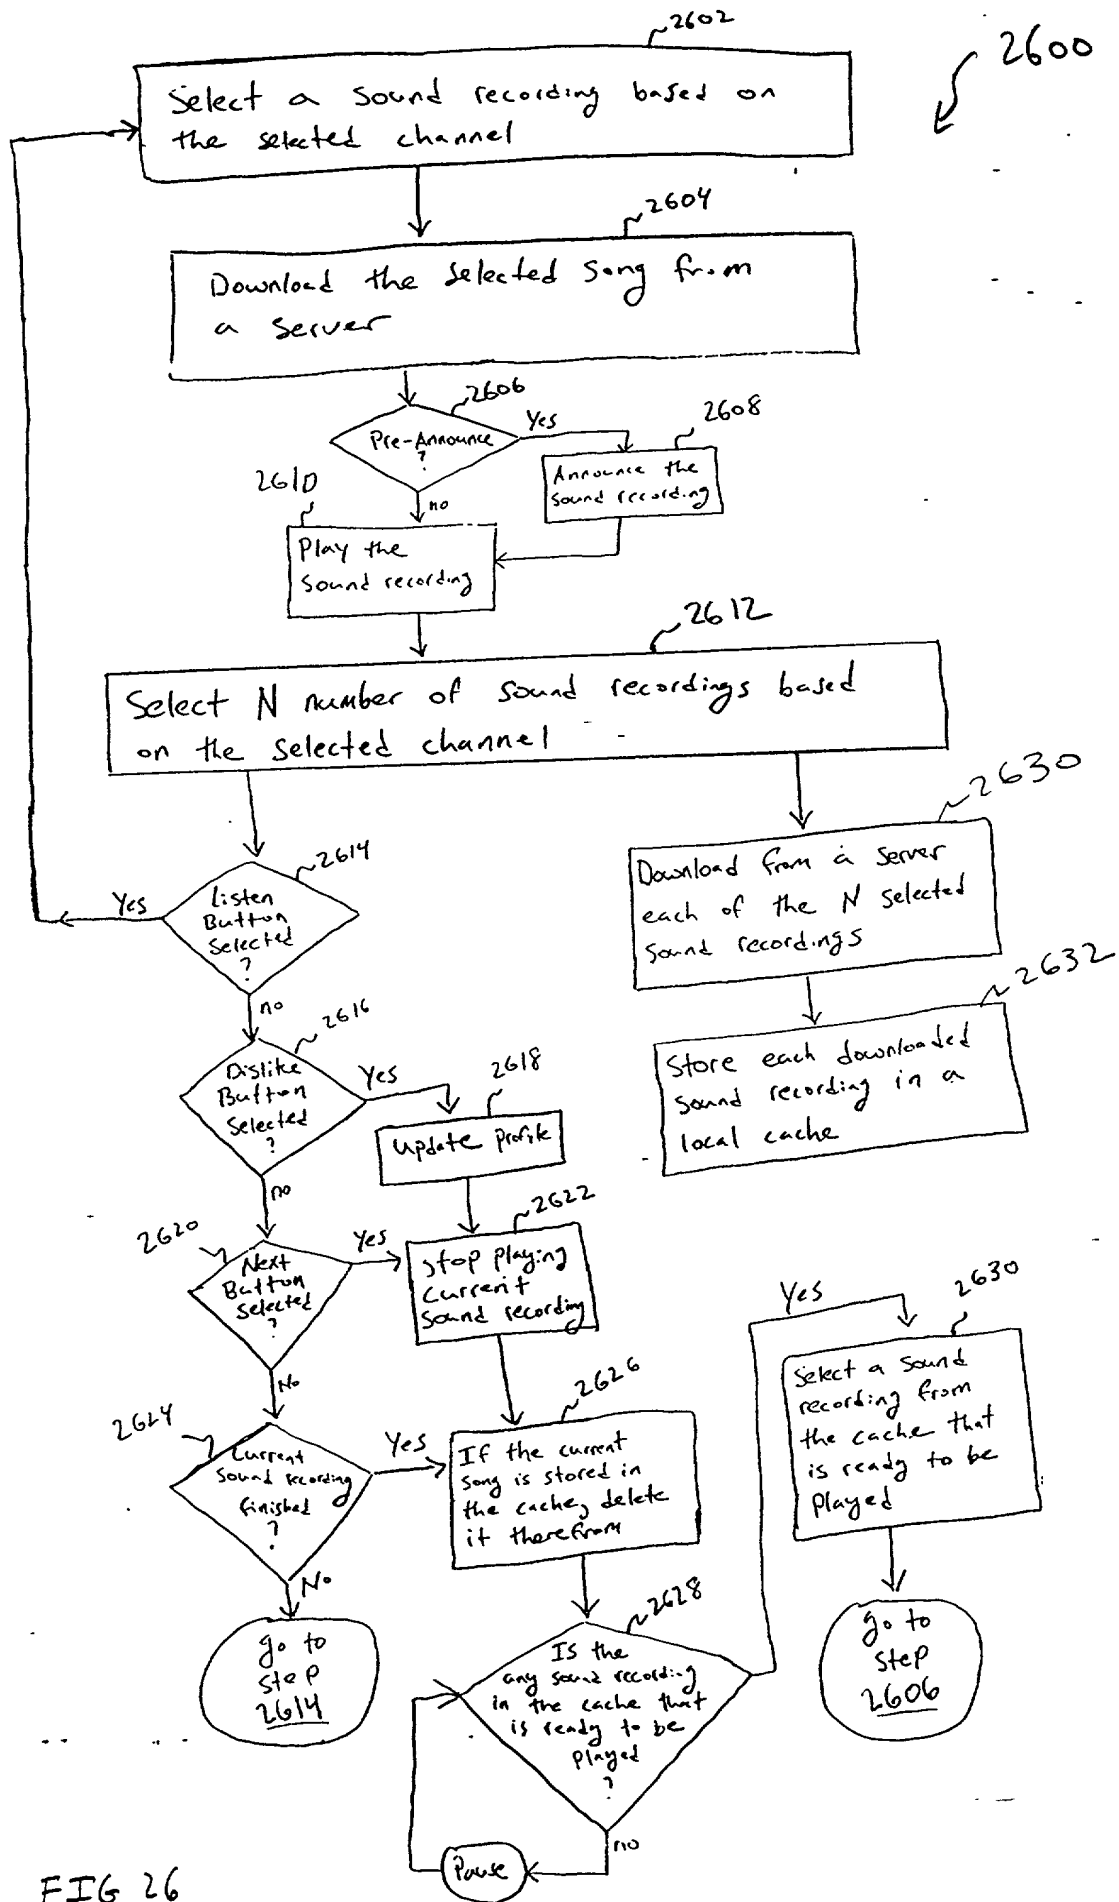 2602
2600
Select a sound recording based on
the selected channel
2604
Download the selected song from
a server
2606
Pre-Announce
?
Yes
2608
Announce the
sound recording
no
2610
Play the
sound recording
2612
Select N number of sound recordings based
on the selected channel
2614
Listen
Button
Selected
?
Yes
no
2630
Download from a server
each of the N selected
sound recordings
2632
Store each downloaded
sound recording in a
local cache
2616
Dislike
Button
Selected
?
Yes
no
2618
update profile
2620
Next
Button
Selected
?
Yes
No
2622
stop playing
current
sound recording
2624
Current
sound recording
finished
?
Yes
No
go to
step
2614
2626
If the current
song is stored in
the cache, delete
it therefrom
2628
Is the
any sound recording
in the cache that
is ready to be
played
?
Yes
no
Pause
2630
Select a sound
recording from
the cache that
is ready to be
played
go to
step
2606
FIG 26